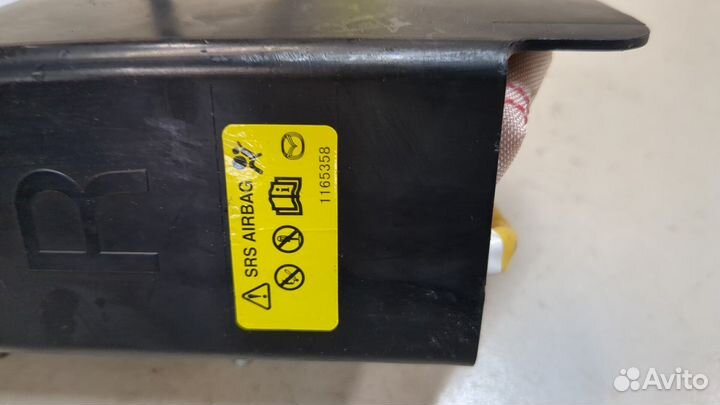 R
SRS AIRBAG
1165358
Avito